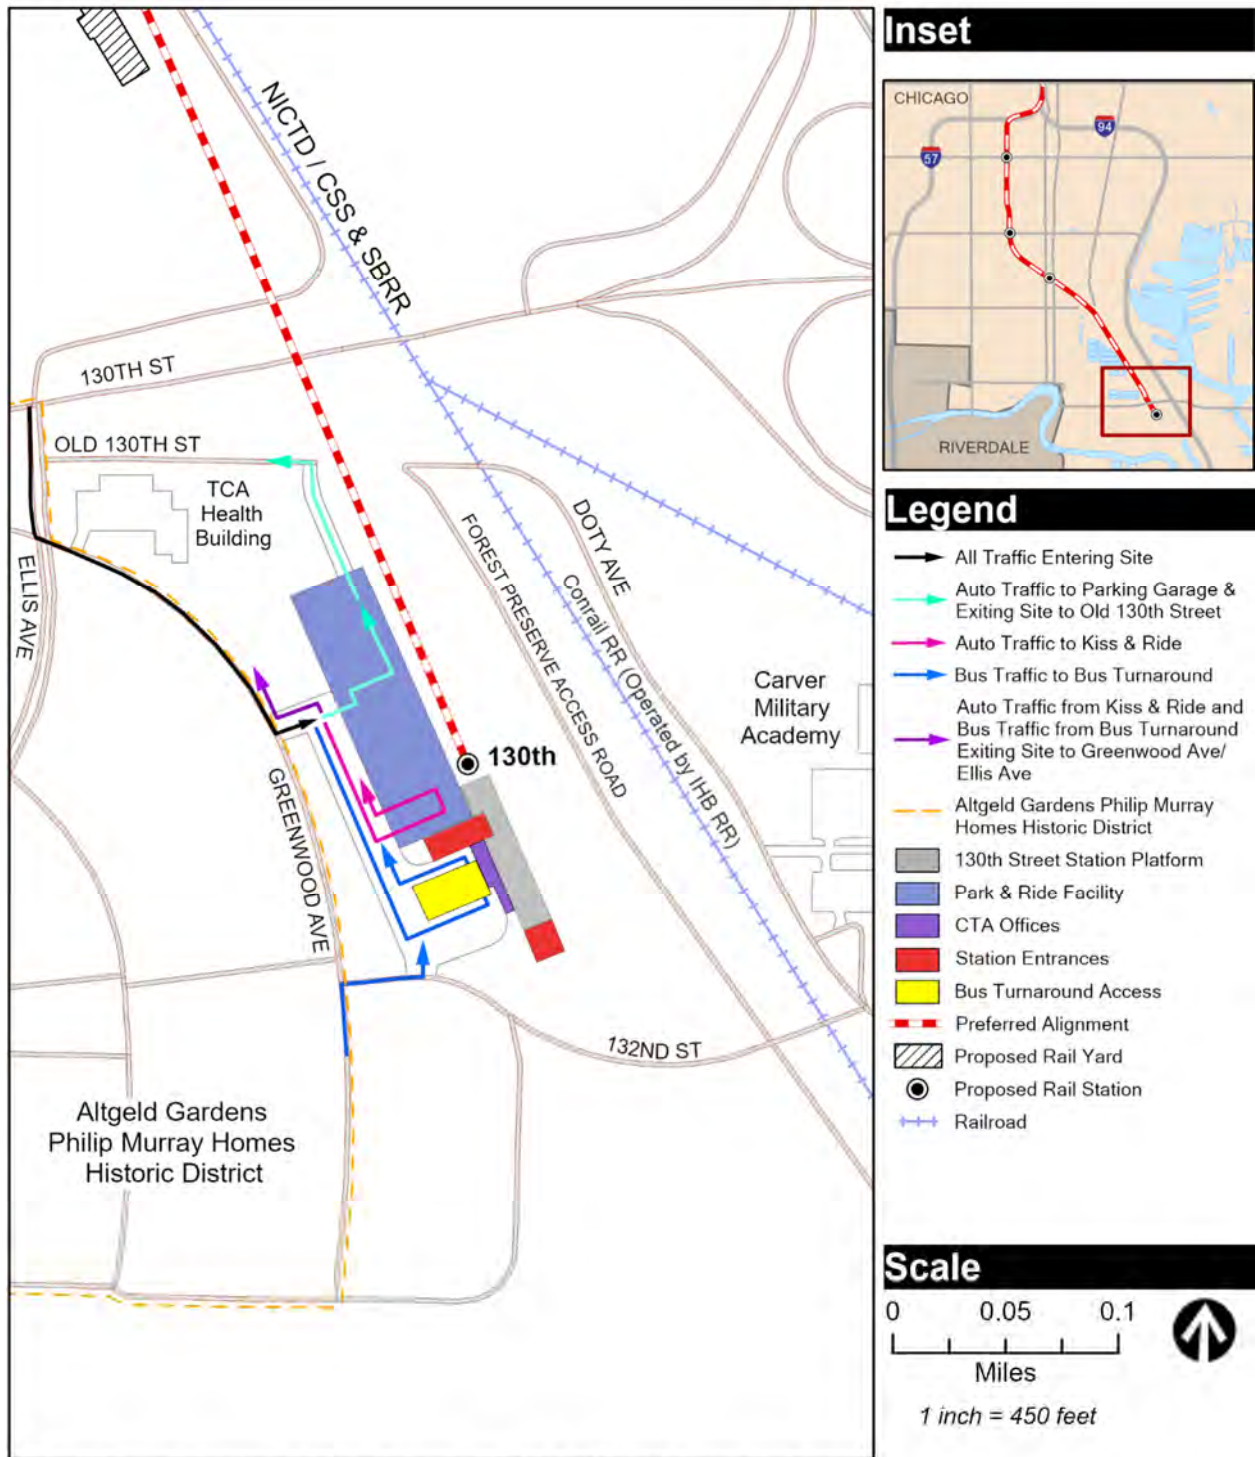 NICTD / CSS & SBRR
130TH ST
OLD 130TH ST
TCA
Health
Building
ELLIS AVE
FOREST PRESERVE ACCESS ROAD
DOTY AVE
Conrail RR (Operated by IHB RR)
Carver
Military
Academy
130th
GREENWOOD AVE
132ND ST
Altgeld Gardens
Philip Murray Homes
Historic District
Inset
CHICAGO
94
57
RIVERDALE
Legend
All Traffic Entering Site
Auto Traffic to Parking Garage &
Exiting Site to Old 130th Street
Auto Traffic to Kiss & Ride
Bus Traffic to Bus Turnaround
Auto Traffic from Kiss & Ride and
Bus Traffic from Bus Turnaround
Exiting Site to Greenwood Ave/
Ellis Ave
Altgeld Gardens Philip Murray
Homes Historic District
130th Street Station Platform
Park & Ride Facility
CTA Offices
Station Entrances
Bus Turnaround Access
Preferred Alignment
Proposed Rail Yard
Proposed Rail Station
Railroad
Scale
0 0.05 0.1
Miles
1 inch = 450 feet